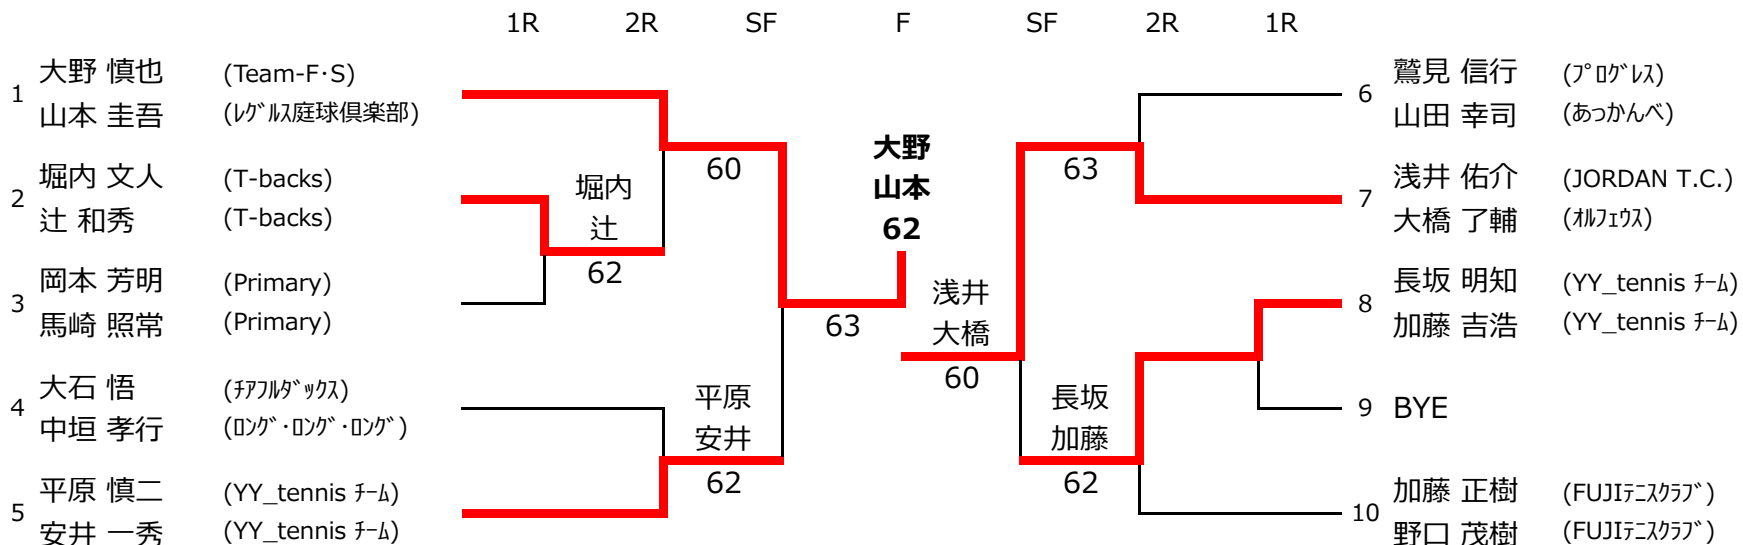 1R 2R SF F SF 2R 1R
1 大野 慎也 (Team-F･S)
山本 圭吾 (ﾚｸﾞﾙｽ庭球倶楽部)
2 堀内 文人 (T-backs)
辻 和秀 (T-backs)
3 岡本 芳明 (Primary)
馬崎 照常 (Primary)
4 大石 悟 (ﾁｱﾌﾙﾀﾞｯｸｽ)
中垣 孝行 (ﾛﾝｸﾞ･ﾛﾝｸﾞ･ﾛﾝｸﾞ)
5 平原 慎二 (YY_tennis ﾁｰﾑ)
安井 一秀 (YY_tennis ﾁｰﾑ)
堀内
辻
62
60
平原
安井
62
63
大野
山本
62
浅井
大橋
60
63
長坂
加藤
62
6 鷲見 信行 (ﾌﾟﾛｸﾞﾚｽ)
山田 幸司 (あっかんべ)
7 浅井 佑介 (JORDAN T.C.)
大橋 了輔 (ｵﾙﾌｪｳｽ)
8 長坂 明知 (YY_tennis ﾁｰﾑ)
加藤 吉浩 (YY_tennis ﾁｰﾑ)
9 BYE
10 加藤 正樹 (FUJIﾃﾆｽｸﾗﾌﾞ)
野口 茂樹 (FUJIﾃﾆｽｸﾗﾌﾞ)